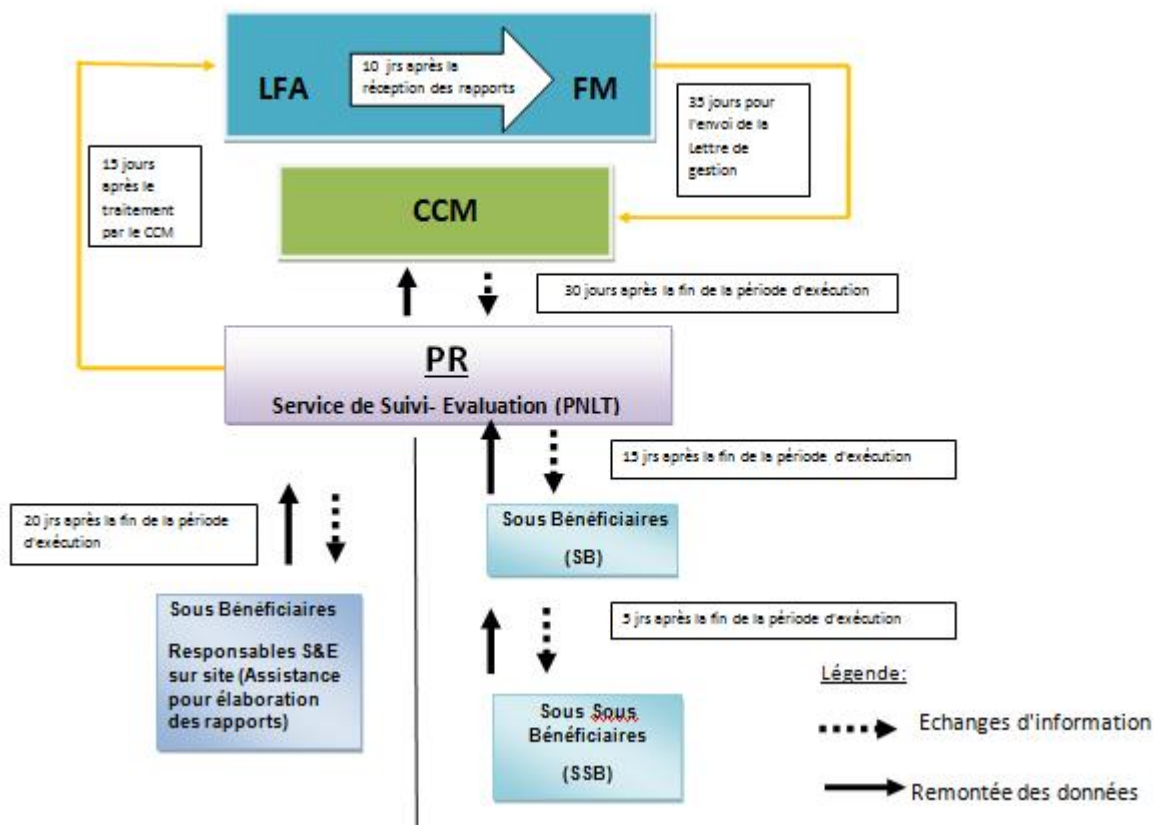 LFA
10 jrs après la
réception des rapports
FM
35 jours pour
l'envoi de la
Lettre de
gestion
15 jours
après le
traitement
par le CCM
CCM
30 jours après la fin de la période d'exécution
PR
Service de Suivi- Evaluation (PNLT)
15 jrs après la fin de la période d'exécution
20 jrs après la fin de la période
d'exécution
Sous Bénéficiaires
(SB)
Sous Bénéficiaires
Responsables S&E
sur site (Assistance
pour élaboration
des rapports)
5 jrs après la fin de la période d'exécution
Sous Sous
Bénéficiaires
(SSB)
Légende:
Echanges d'information
Remontée des données